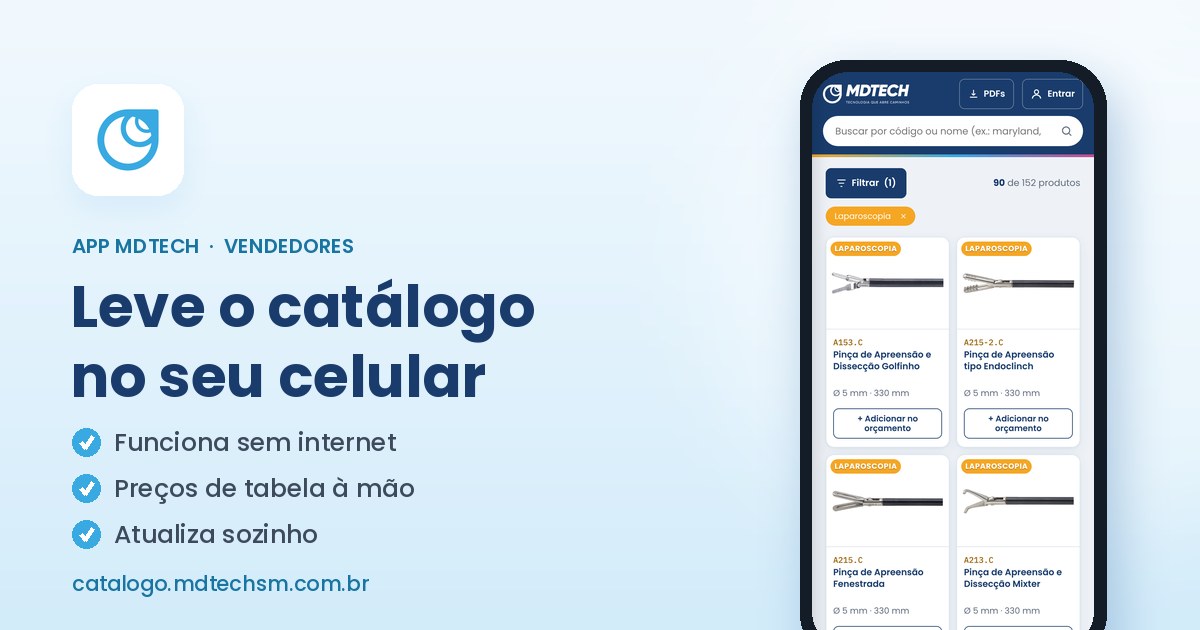 APP MDTECH · VENDEDORES
Leve o catálogo
no seu celular
Funciona sem internet
Preços de tabela à mão
Atualiza sozinho
catalogo.mdtechsm.com.br
MDTECH
TECNOLOGIA QUE ABRE CAMINHOS
PDFs
Entrar
Buscar por código ou nome (ex.: maryland,
Filtrar (1)
90 de 152 produtos
Laparoscopia ×
LAPAROSCOPIA
A153.C
Pinça de Apreensão e
Dissecção Golfinho
Ø 5 mm · 330 mm
+ Adicionar no
orçamento
LAPAROSCOPIA
A215-2.C
Pinça de Apreensão
tipo Endoclinch
Ø 5 mm · 330 mm
+ Adicionar no
orçamento
LAPAROSCOPIA
A215.C
Pinça de Apreensão
Fenestrada
Ø 5 mm · 330 mm
LAPAROSCOPIA
A213.C
Pinça de Apreensão e
Dissecção Mixter
Ø 5 mm · 330 mm